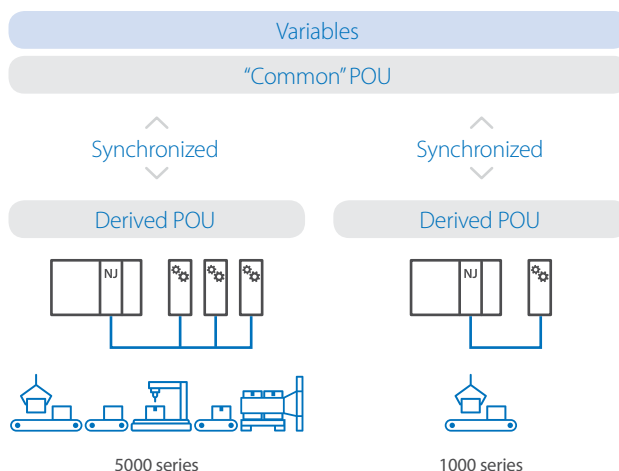 Variables
“Common” POU
Synchronized
Synchronized
Derived POU
Derived POU
NJ
NJ
5000 series
1000 series